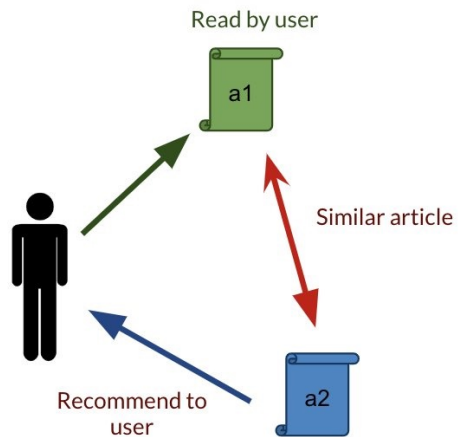 Read by user
a1
Similar article
Recommend to
user
a2